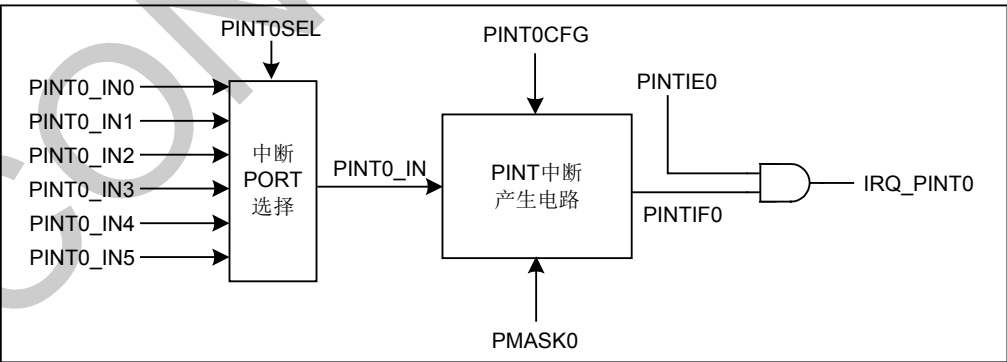 PINT0SEL
PINT0CFG
PINTIE0
PINT0_IN0
PINT0_IN1
PINT0_IN2
PINT0_IN3
PINT0_IN4
PINT0_IN5
中断
PORT
选择
PINT0_IN
PINT中断
产生电路
PINTIF0
IRQ_PINT0
PMASK0